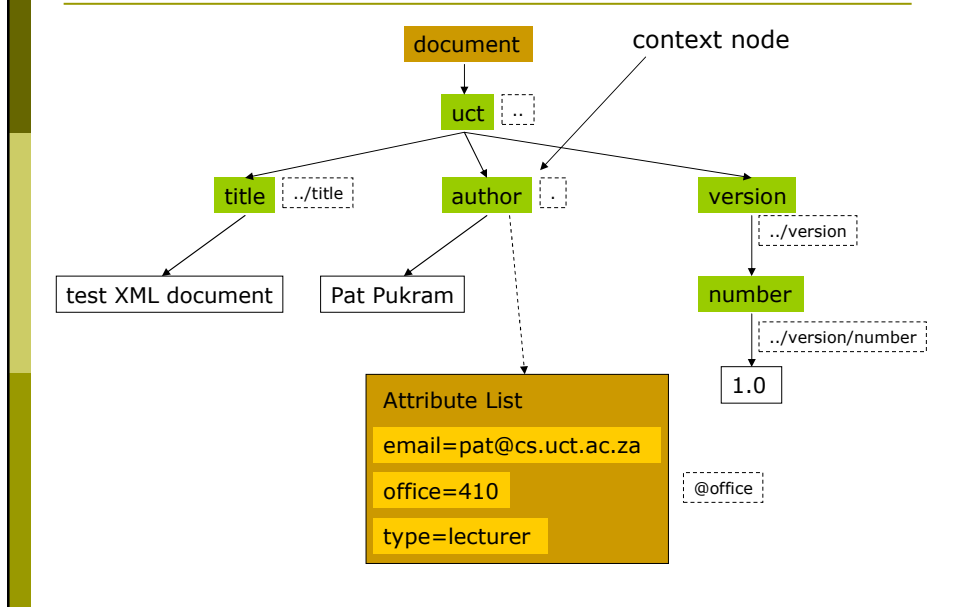 document
context node
uct
..
title
../title
author
.
version
../version
test XML document
Pat Pukram
number
../version/number
1.0
Attribute List
email=pat@cs.uct.ac.za
office=410
@office
type=lecturer